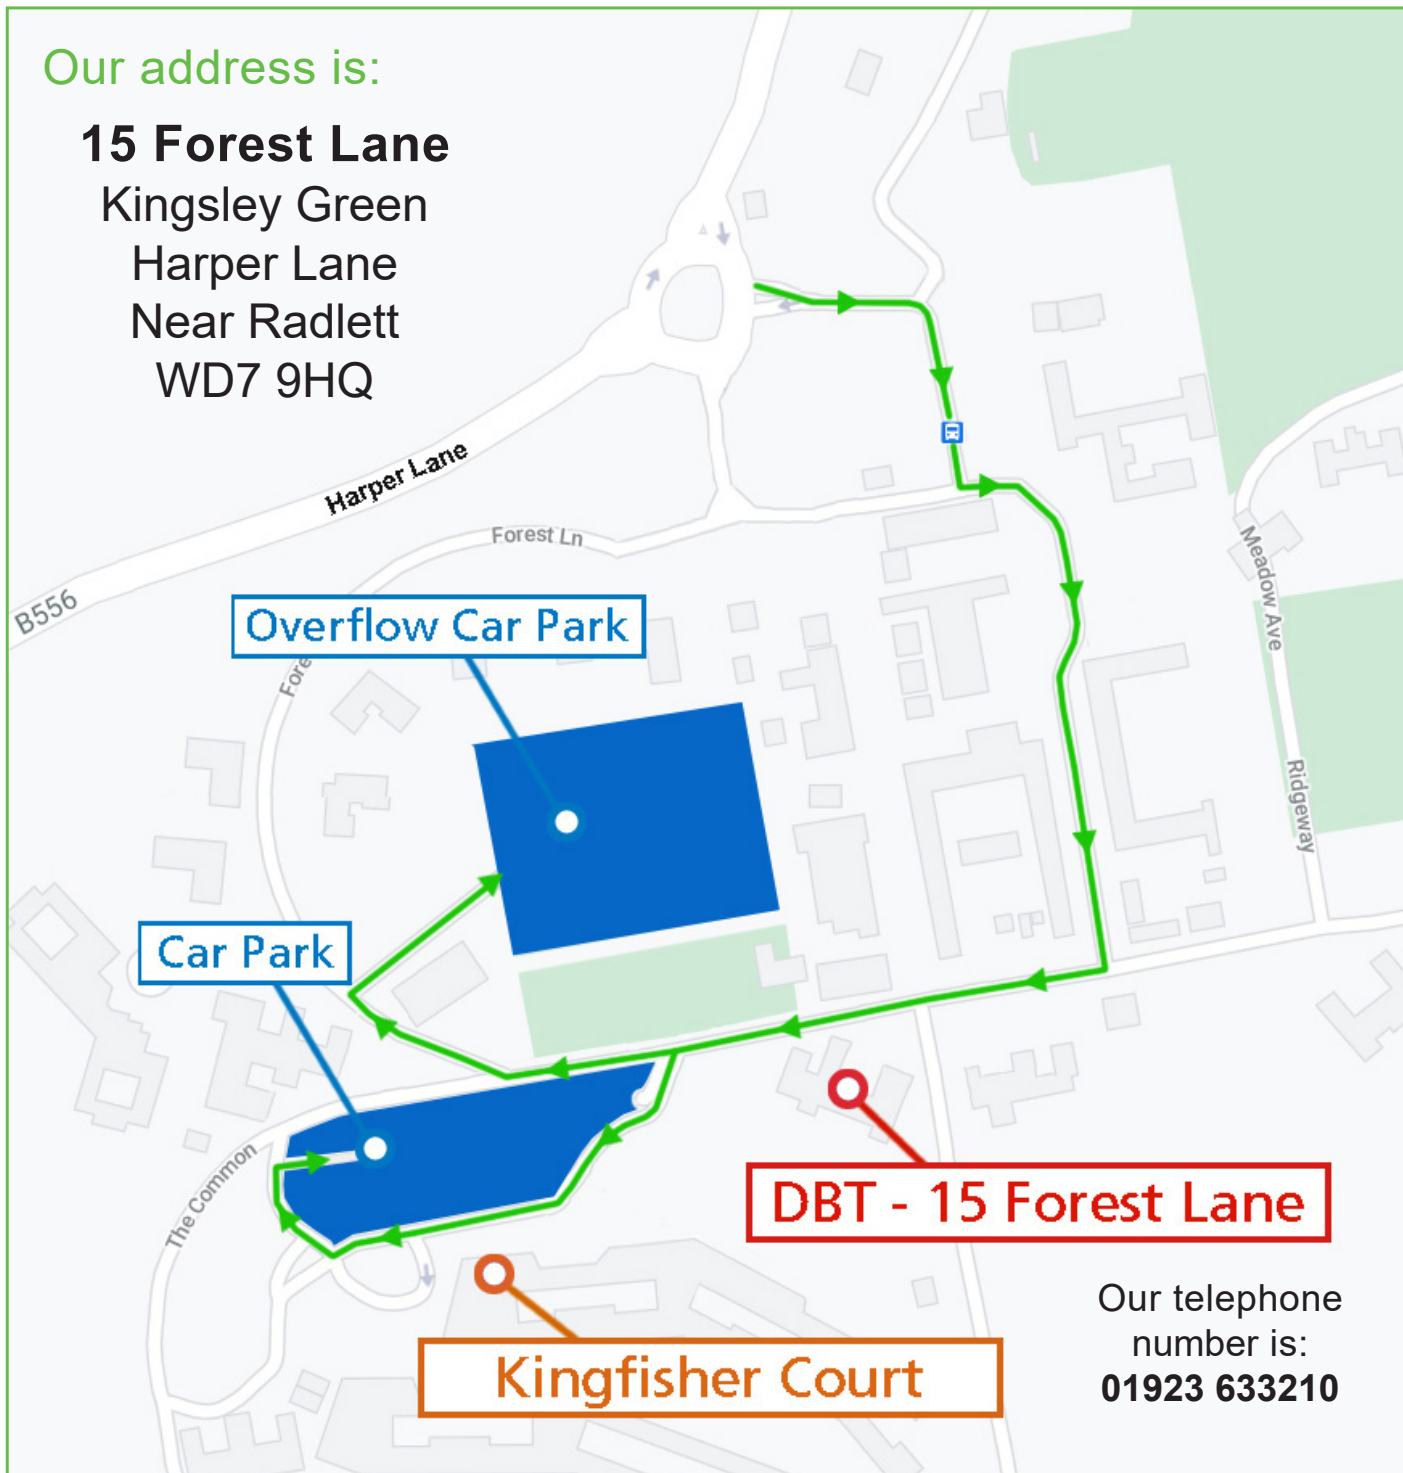 Our address is:
15 Forest Lane
Kingsley Green
Harper Lane
Near Radlett
WD7 9HQ
Harper Lane
Forest Ln
B556
Overflow Car Park
Fore
Meadow Ave
Ridgeway
Car Park
The Common
DBT - 15 Forest Lane
Kingfisher Court
Our telephone
number is:
01923 633210